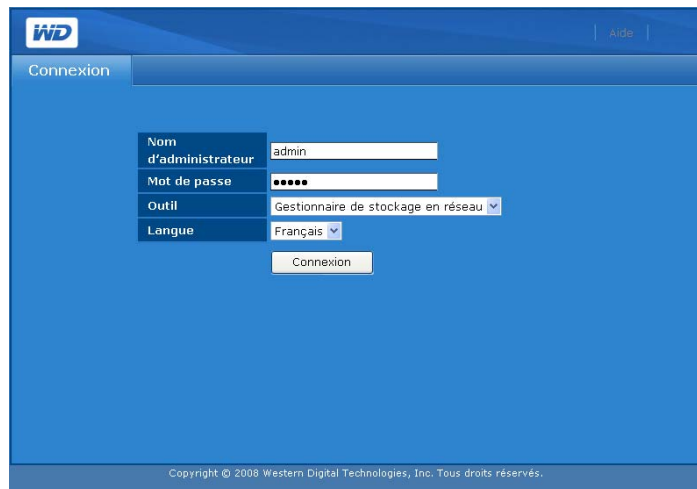 WD
Aide
Connexion
Nom
d'administrateur
admin
Mot de passe
•••••
Outil
Gestionnaire de stockage en réseau
Langue
Français
Connexion
Copyright © 2008 Western Digital Technologies, Inc. Tous droits réservés.